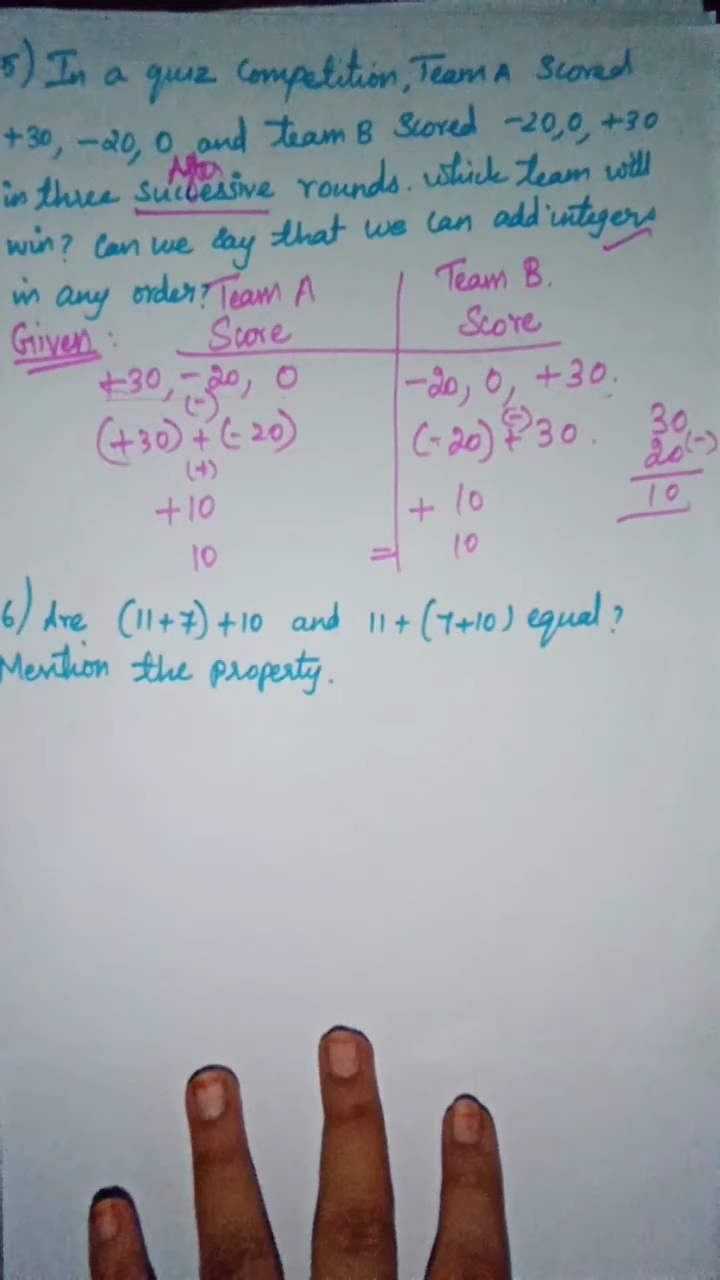 5) In a quiz competition, Team A Scored
+30, -20, 0 and team B Scored -20, 0, +30
in three successive rounds. which team will
win? Can we say that we can add integers
in any order?
Given: Team A Score | Team B. Score
+30, -20, 0 | -20, 0, +30.
(-) (-)
(+30) + (-20) | (-20) + 30. 30
(+) 20(-)
+10 | + 10 10
10 = 10
6) Are (11+7)+10 and 11+(7+10) equal?
Mention the property.